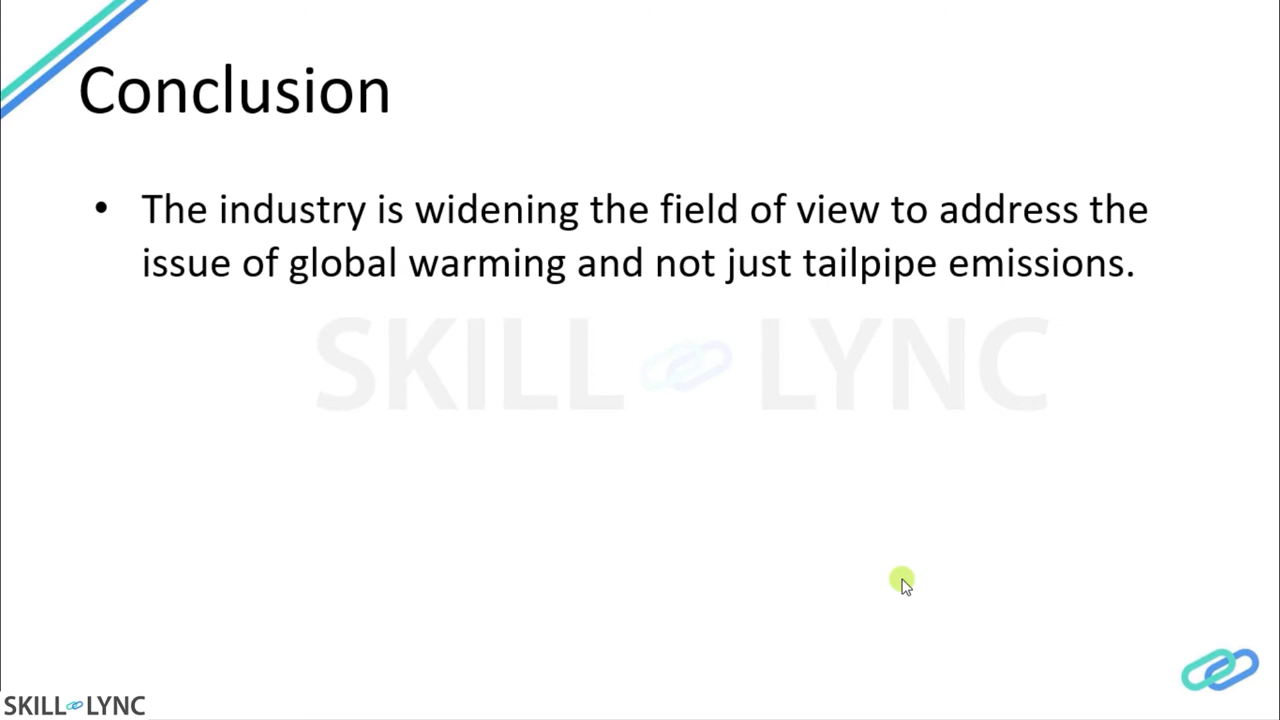 Conclusion
• The industry is widening the field of view to address the
issue of global warming and not just tailpipe emissions.
SKILL LYNC
SKILL LYNC